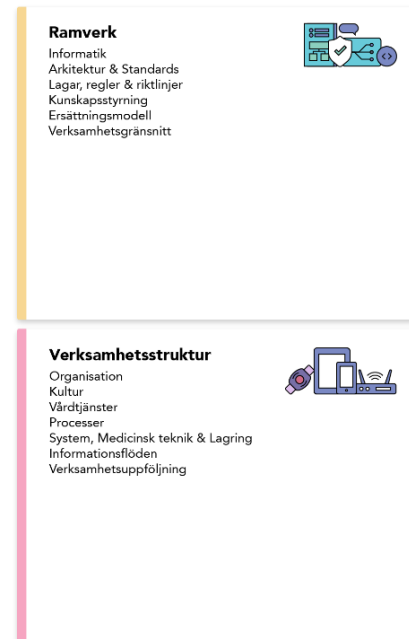 Ramverk
Informatik
Arkitektur & Standards
Lagar, regler & riktlinjer
Kunskapsstyrning
Ersättningsmodell
Verksamhetsgränsnitt
Verksamhetsstruktur
Organisation
Kultur
Vårdtjänster
Processer
System, Medicinsk teknik & Lagring
Informationsflöden
Verksamhetsuppföljning